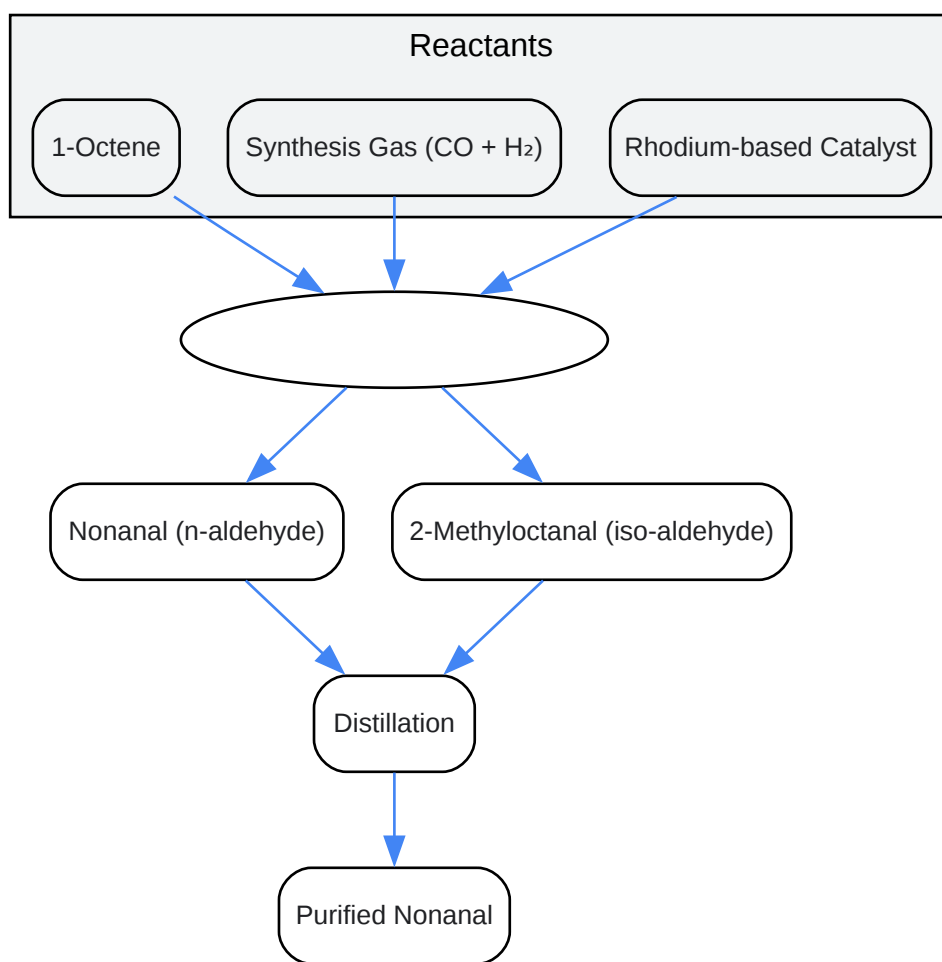 Reactants
1-Octene
Synthesis Gas (CO + H₂)
Rhodium-based Catalyst
Nonanal (n-aldehyde)
2-Methyloctanal (iso-aldehyde)
Distillation
Purified Nonanal